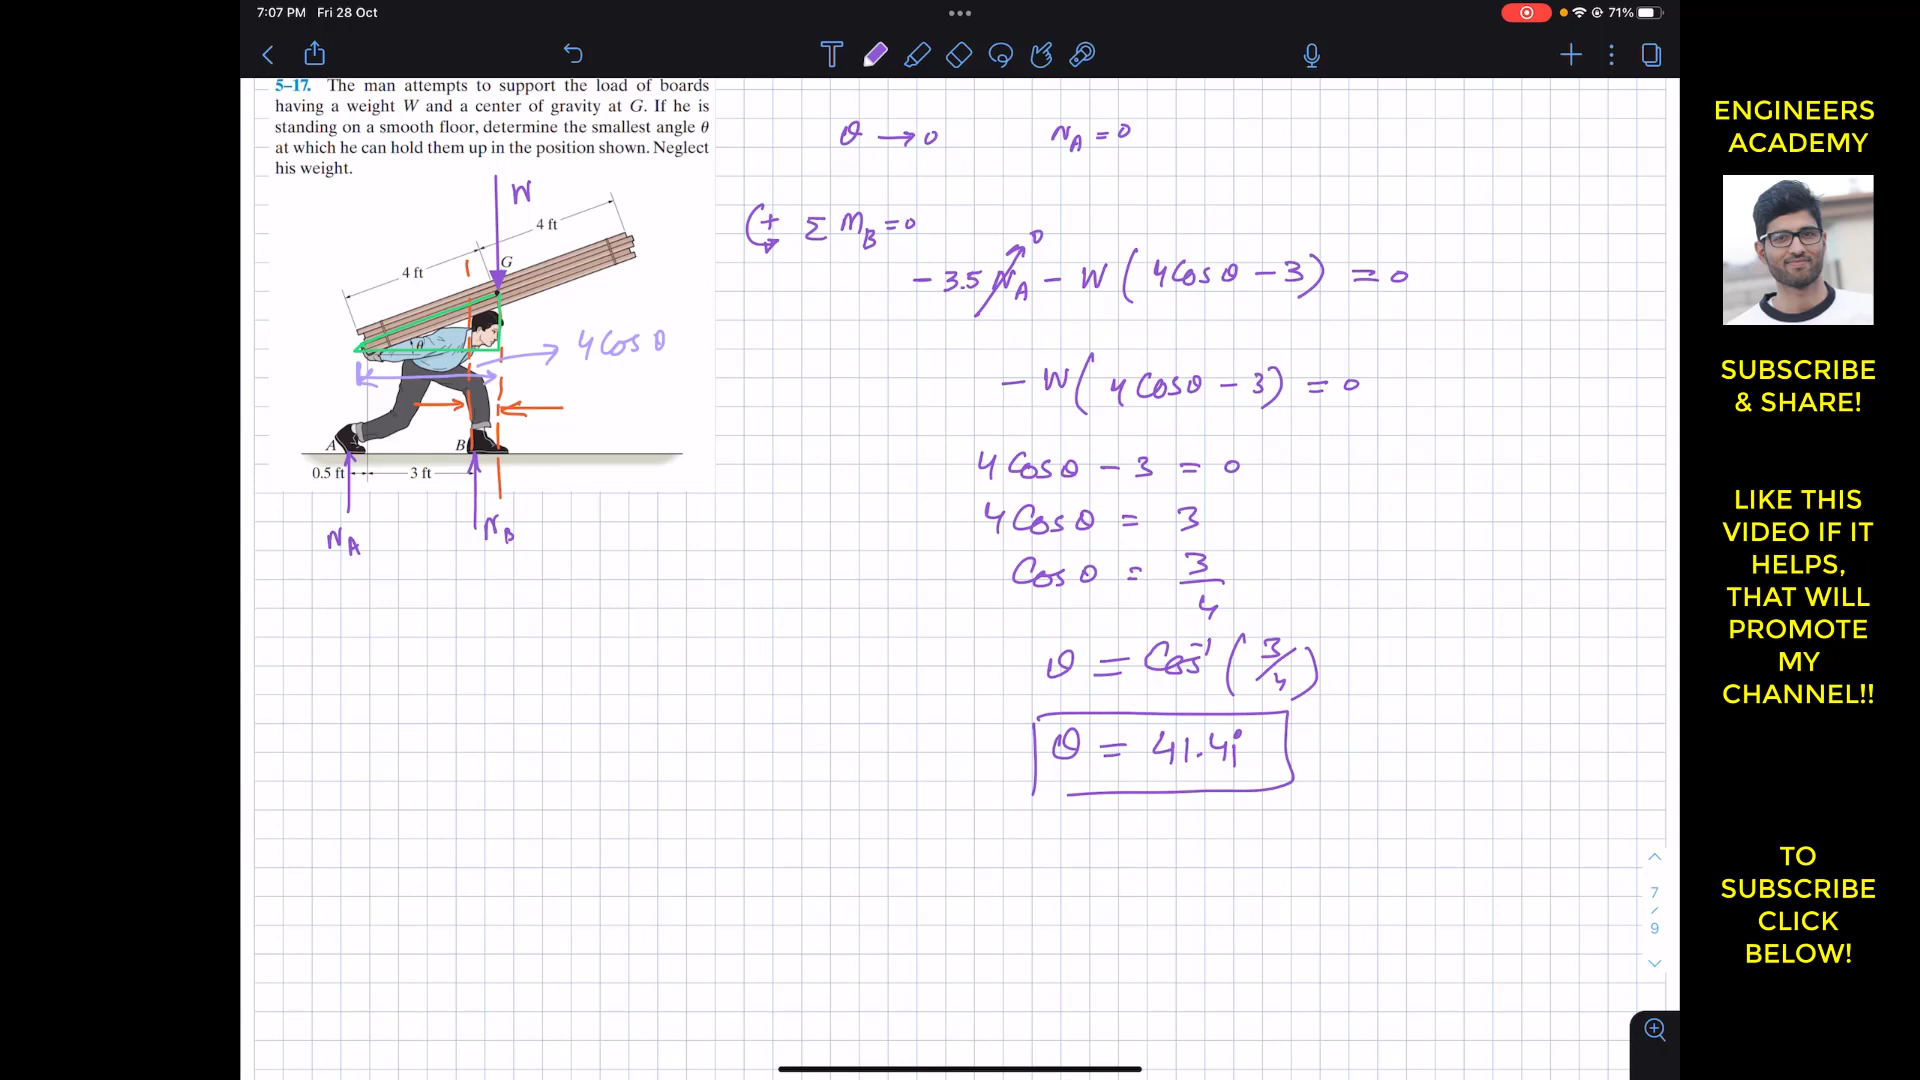 7:07 PM Fri 28 Oct
71%
5–17. The man attempts to support the load of boards
having a weight W and a center of gravity at G. If he is
standing on a smooth floor, determine the smallest angle θ
at which he can hold them up in the position shown. Neglect
his weight.
W
4 ft
G
4 ft
θ
4 Cos θ
A
B
0.5 ft
3 ft
N_A
N_B
θ → 0
N_A = 0
(+ Σ M_B = 0
0
- 3.5 N_A - W ( 4 Cos θ - 3 ) = 0
- W ( 4 Cos θ - 3 ) = 0
4 Cos θ - 3 = 0
4 Cos θ = 3
Cos θ = 3/4
θ = Cos⁻¹ ( 3/4 )
θ = 41.4°
7
/
9
ENGINEERS
ACADEMY
SUBSCRIBE
& SHARE!
LIKE THIS
VIDEO IF IT
HELPS,
THAT WILL
PROMOTE
MY
CHANNEL!!
TO
SUBSCRIBE
CLICK
BELOW!